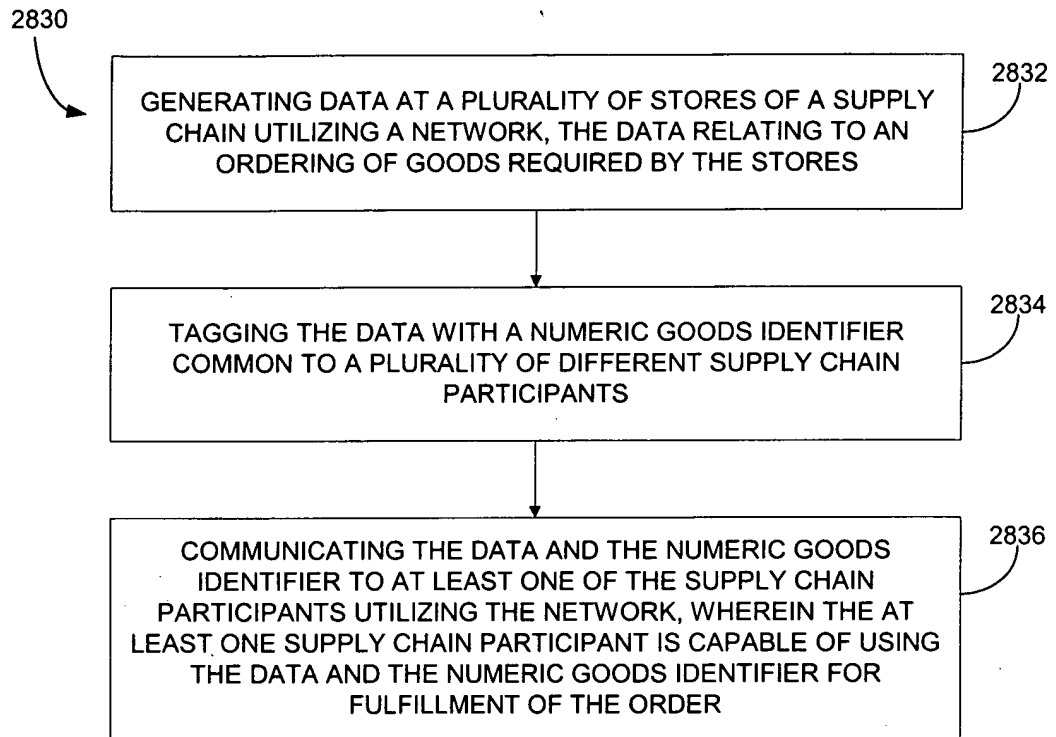 2830
2832
GENERATING DATA AT A PLURALITY OF STORES OF A SUPPLY
CHAIN UTILIZING A NETWORK, THE DATA RELATING TO AN
ORDERING OF GOODS REQUIRED BY THE STORES
2834
TAGGING THE DATA WITH A NUMERIC GOODS IDENTIFIER
COMMON TO A PLURALITY OF DIFFERENT SUPPLY CHAIN
PARTICIPANTS
2836
COMMUNICATING THE DATA AND THE NUMERIC GOODS
IDENTIFIER TO AT LEAST ONE OF THE SUPPLY CHAIN
PARTICIPANTS UTILIZING THE NETWORK, WHEREIN THE AT
LEAST ONE SUPPLY CHAIN PARTICIPANT IS CAPABLE OF USING
THE DATA AND THE NUMERIC GOODS IDENTIFIER FOR
FULFILLMENT OF THE ORDER